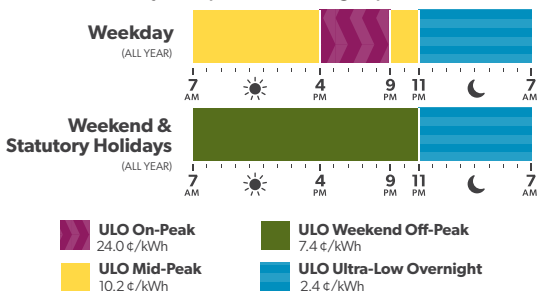 Weekday
(ALL YEAR)
7 4 9 11 7
AM PM PM PM AM
Weekend &
Statutory Holidays
(ALL YEAR)
7 4 9 11 7
AM PM PM PM AM
ULO On-Peak
24.0 ¢/kWh
ULO Weekend Off-Peak
7.4 ¢/kWh
ULO Mid-Peak
10.2 ¢/kWh
ULO Ultra-Low Overnight
2.4 ¢/kWh